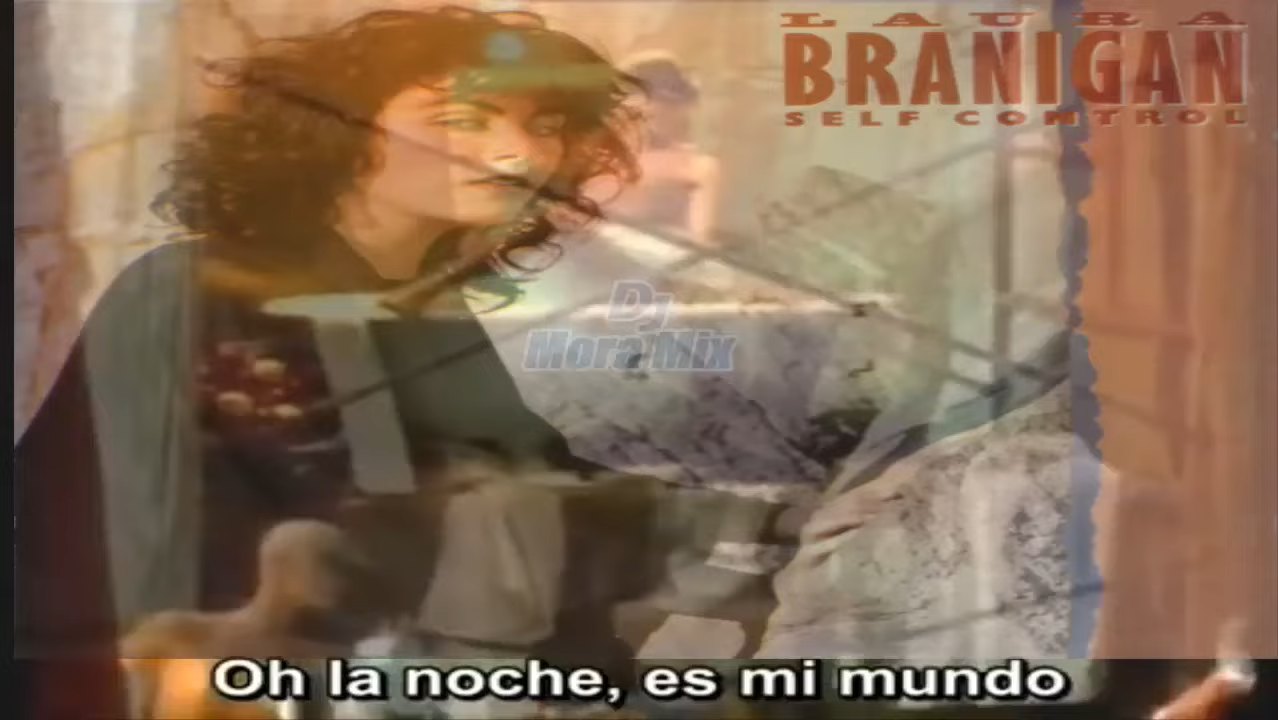 LAURA
BRANIGAN
SELF CONTROL
Dj
Mora Mix
Oh la noche, es mi mundo